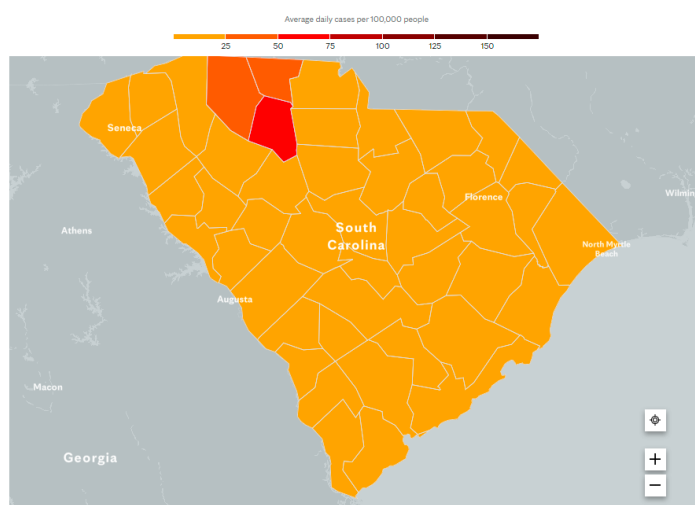 Average daily cases per 100,000 people
25 50 75 100 125 150
Seneca
Florence
Wilmin
South
Carolina
Athens
North Myrtle
Beach
Augusta
Macon
Georgia
+
−